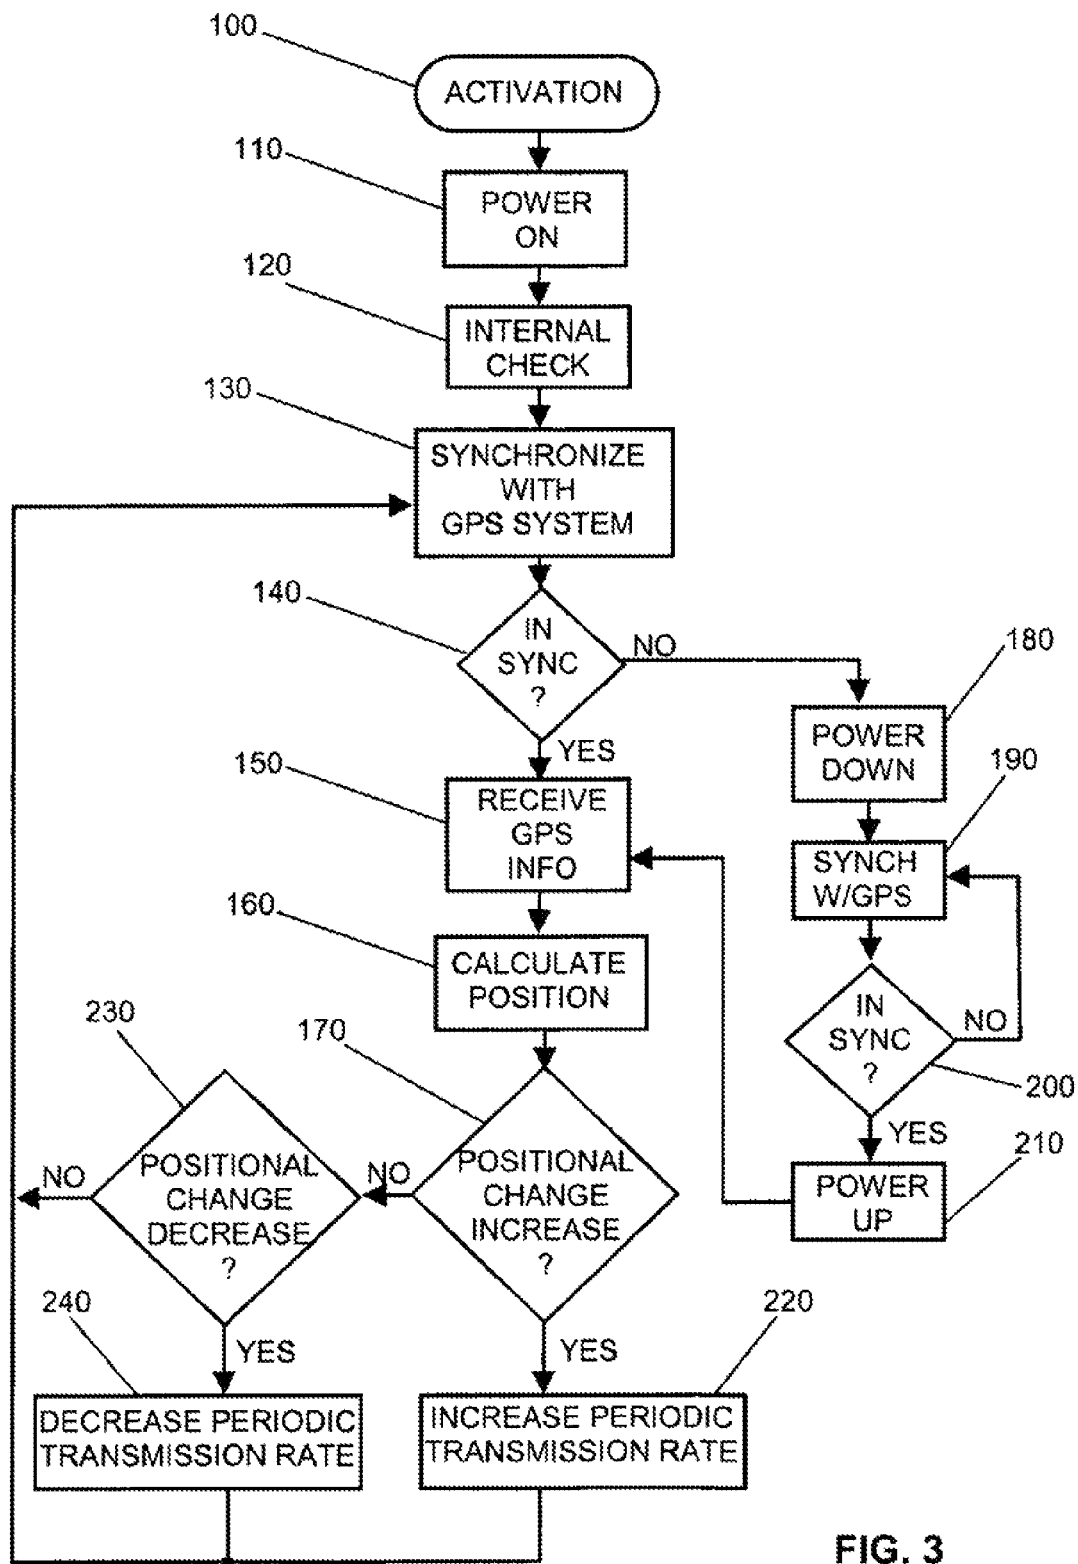 100
ACTIVATION
110
POWER
ON
120
INTERNAL
CHECK
130
SYNCHRONIZE
WITH
GPS SYSTEM
140
IN
SYNC
?
NO
YES
180
POWER
DOWN
150
RECEIVE
GPS
INFO
190
SYNCH
W/GPS
160
CALCULATE
POSITION
IN
SYNC
?
NO
200
YES
210
POWER
UP
230
170
POSITIONAL
CHANGE
DECREASE
?
NO
NO
POSITIONAL
CHANGE
INCREASE
?
240
YES
220
YES
DECREASE PERIODIC
TRANSMISSION RATE
INCREASE PERIODIC
TRANSMISSION RATE
FIG. 3